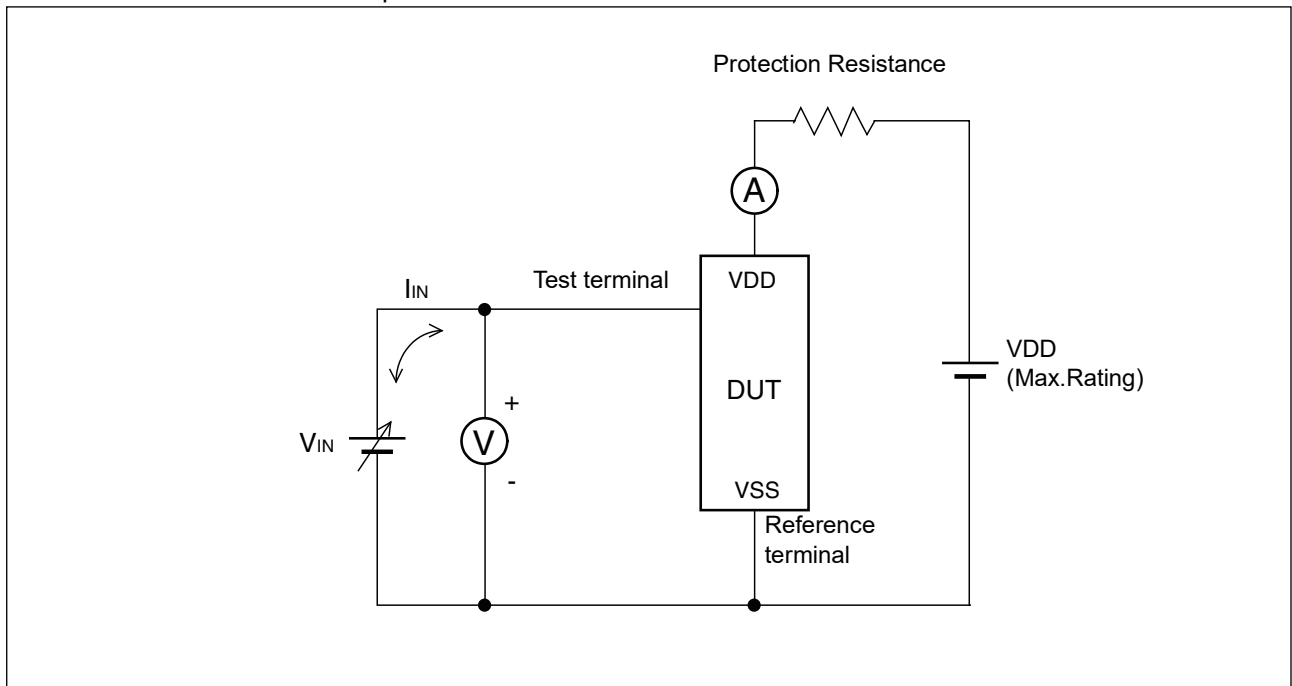 Protection Resistance
A
Test terminal
VDD
IIN
DUT
VDD
(Max.Rating)
VIN
+
V
-
VSS
Reference
terminal